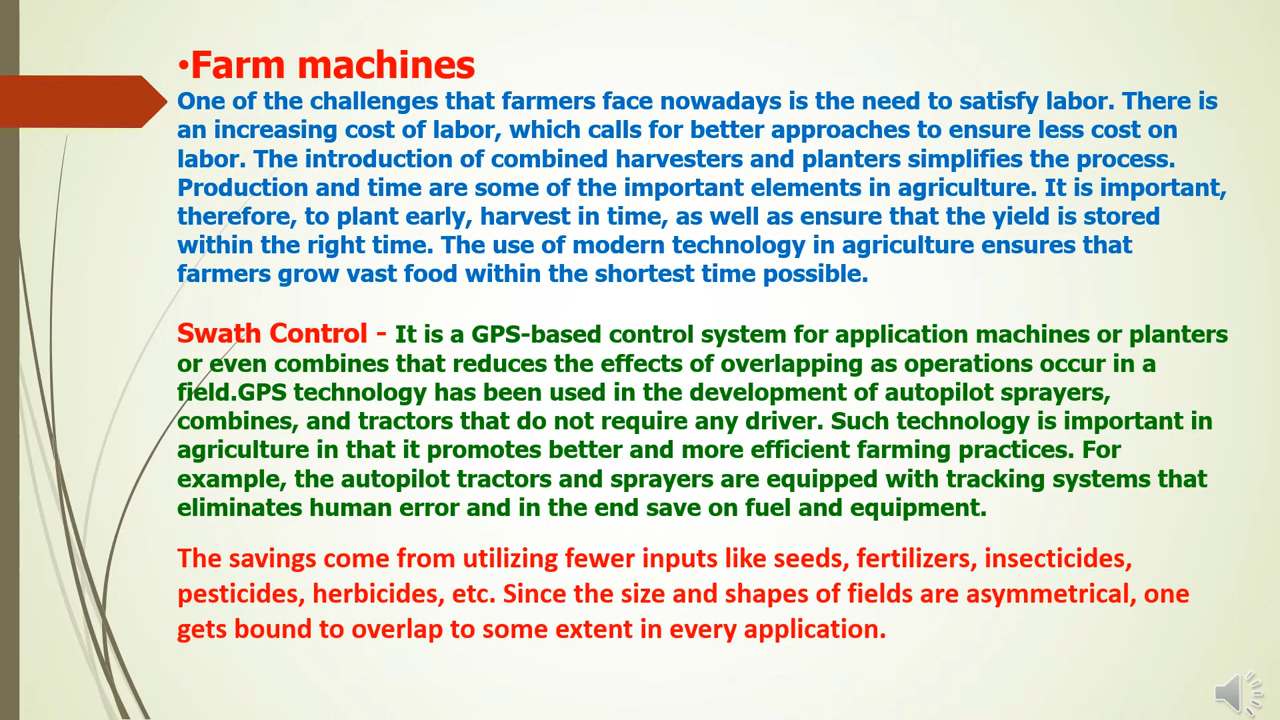 •Farm machines
One of the challenges that farmers face nowadays is the need to satisfy labor. There is
an increasing cost of labor, which calls for better approaches to ensure less cost on
labor. The introduction of combined harvesters and planters simplifies the process.
Production and time are some of the important elements in agriculture. It is important,
therefore, to plant early, harvest in time, as well as ensure that the yield is stored
within the right time. The use of modern technology in agriculture ensures that
farmers grow vast food within the shortest time possible.
Swath Control - It is a GPS-based control system for application machines or planters
or even combines that reduces the effects of overlapping as operations occur in a
field.GPS technology has been used in the development of autopilot sprayers,
combines, and tractors that do not require any driver. Such technology is important in
agriculture in that it promotes better and more efficient farming practices. For
example, the autopilot tractors and sprayers are equipped with tracking systems that
eliminates human error and in the end save on fuel and equipment.
The savings come from utilizing fewer inputs like seeds, fertilizers, insecticides,
pesticides, herbicides, etc. Since the size and shapes of fields are asymmetrical, one
gets bound to overlap to some extent in every application.